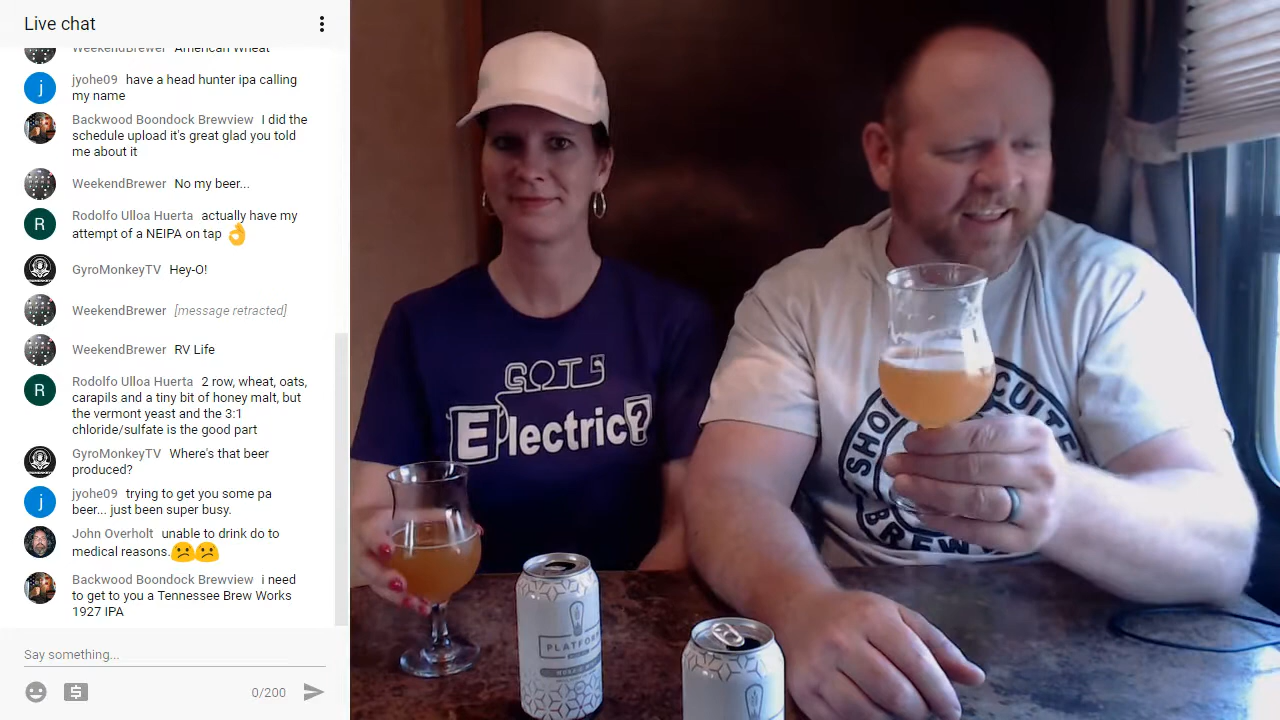 Live chat
WeekendBrewer American Wheat
jyohe09 have a head hunter ipa calling
my name
Backwood Boondock Brewview I did the
schedule upload it's great glad you told
me about it
WeekendBrewer No my beer...
Rodolfo Ulloa Huerta actually have my
attempt of a NEIPA on tap 👌
GyroMonkeyTV Hey-O!
WeekendBrewer [message retracted]
WeekendBrewer RV Life
Rodolfo Ulloa Huerta 2 row, wheat, oats,
carapils and a tiny bit of honey malt, but
the vermont yeast and the 3:1
chloride/sulfate is the good part
GyroMonkeyTV Where's that beer
produced?
jyohe09 trying to get you some pa
beer... just been super busy.
John Overholt unable to drink do to
medical reasons.😕😕
Backwood Boondock Brewview i need
to get to you a Tennessee Brew Works
1927 IPA
Say something...
0/200
GOT
Electric?
PLATFORM